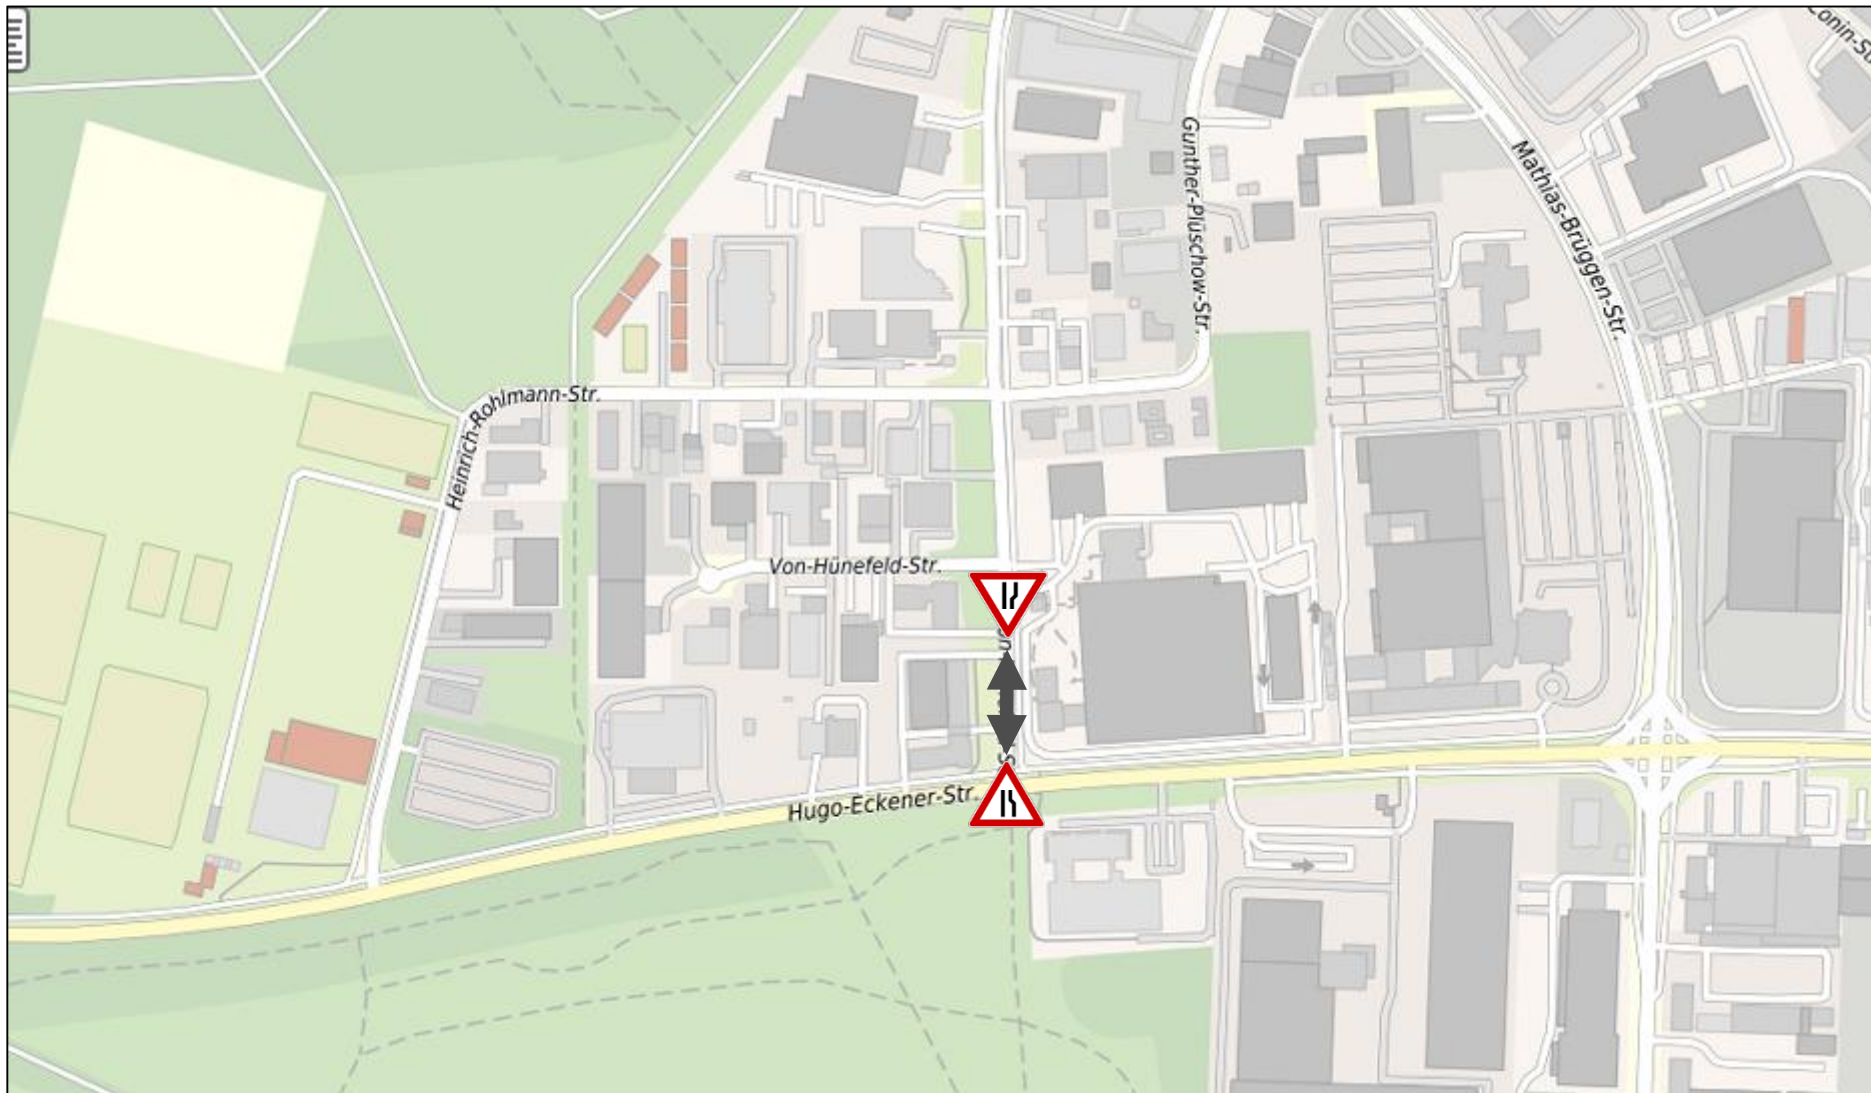 Gunther-Plüschow-Str.
Mathias-Brüggen-Str.
Heinrich-Rohlmann-Str.
Von-Hünefeld-Str.
Hugo-Eckener-Str.